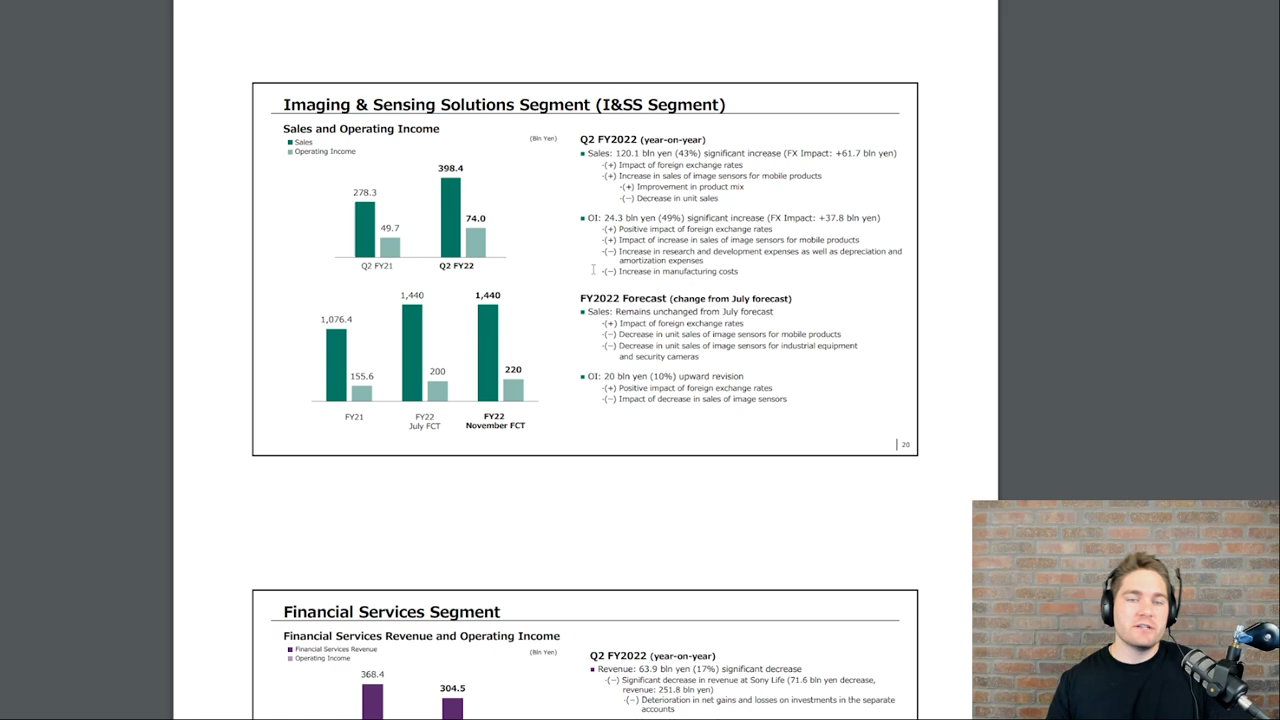 Imaging & Sensing Solutions Segment (I&SS Segment)
Sales and Operating Income
(Bln Yen)
Sales
Operating Income
278.3
49.7
398.4
74.0
Q2 FY21
Q2 FY22
1,076.4
155.6
1,440
200
1,440
220
FY21
FY22
July FCT
FY22
November FCT
Q2 FY2022 (year-on-year)
Sales: 120.1 bln yen (43%) significant increase (FX Impact: +61.7 bln yen)
-(+) Impact of foreign exchange rates
-(+) Increase in sales of image sensors for mobile products
-(+) Improvement in product mix
-(−) Decrease in unit sales
OI: 24.3 bln yen (49%) significant increase (FX Impact: +37.8 bln yen)
-(+) Positive impact of foreign exchange rates
-(+) Impact of increase in sales of image sensors for mobile products
-(−) Increase in research and development expenses as well as depreciation and
amortization expenses
-(−) Increase in manufacturing costs
FY2022 Forecast (change from July forecast)
Sales: Remains unchanged from July forecast
-(+) Impact of foreign exchange rates
-(−) Decrease in unit sales of image sensors for mobile products
-(−) Decrease in unit sales of image sensors for industrial equipment
and security cameras
OI: 20 bln yen (10%) upward revision
-(+) Positive impact of foreign exchange rates
-(−) Impact of decrease in sales of image sensors
20
Financial Services Segment
Financial Services Revenue and Operating Income
(Bln Yen)
Financial Services Revenue
Operating Income
368.4
304.5
Q2 FY2022 (year-on-year)
Revenue: 63.9 bln yen (17%) significant decrease
-(−) Significant decrease in revenue at Sony Life (71.6 bln yen decrease,
revenue: 251.8 bln yen)
-(−) Deterioration in net gains and losses on investments in the separate
accounts